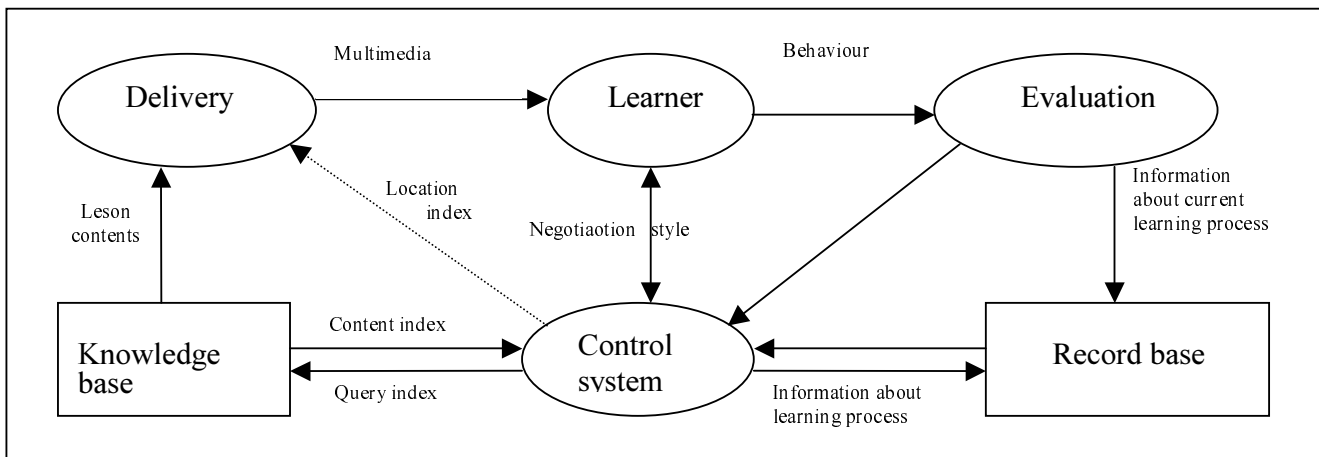 Multimedia
Behaviour
Delivery
Learner
Evaluation
Location
index
Information
about current
learning process
Leson
contents
Negotiaotion style
Content index
Knowledge
base
Control
system
Record base
Query index
Information about
learning process